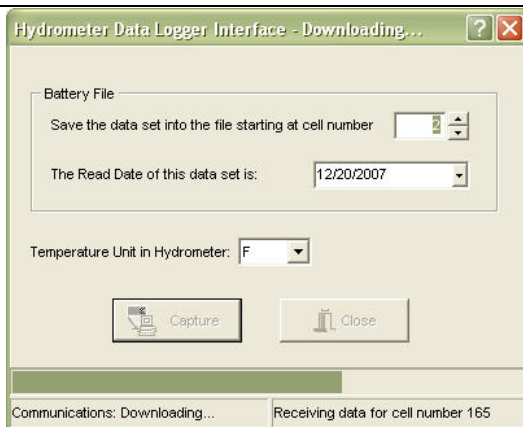 Hydrometer Data Logger Interface - Downloading...
Battery File
Save the data set into the file starting at cell number 2
The Read Date of this data set is: 12/20/2007
Temperature Unit in Hydrometer: F
Capture Close
Communications: Downloading... Receiving data for cell number 165